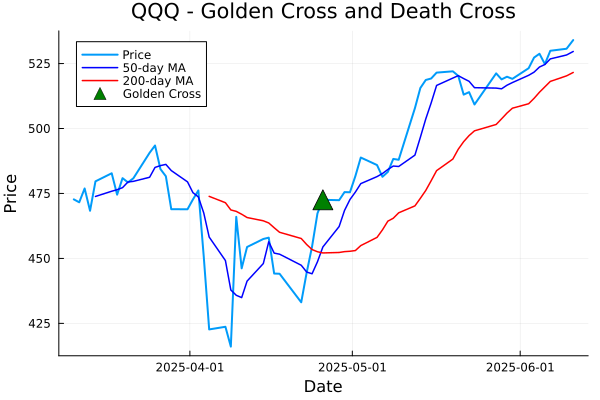 QQQ - Golden Cross and Death Cross
Price
50-day MA
200-day MA
Golden Cross
Price
525
500
475
450
425
2025-04-01
2025-05-01
2025-06-01
Date